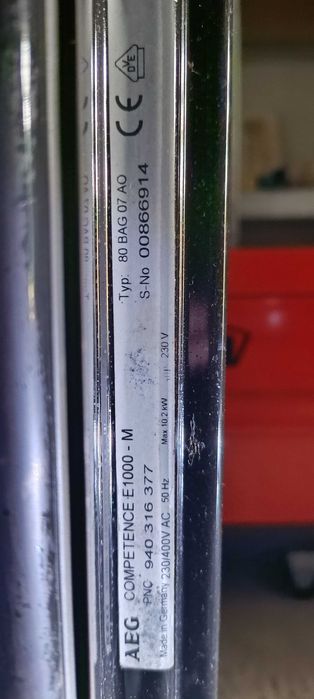 AEG COMPETENCE E1000 - M Typ: 80 BAG 07 AO
PNC 940 316 377 S-No 00866914
Made in Germany 230/400V AC 50 Hz Max 10.2 kW 230 V
CE DVE